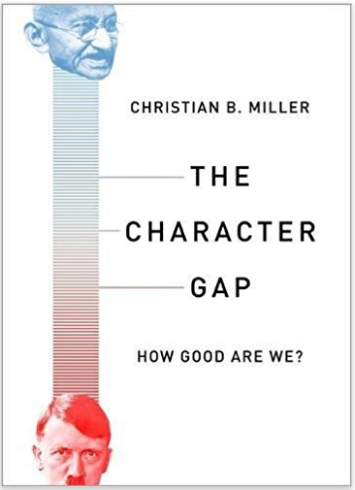 CHRISTIAN B. MILLER
THE
CHARACTER
GAP
HOW GOOD ARE WE?